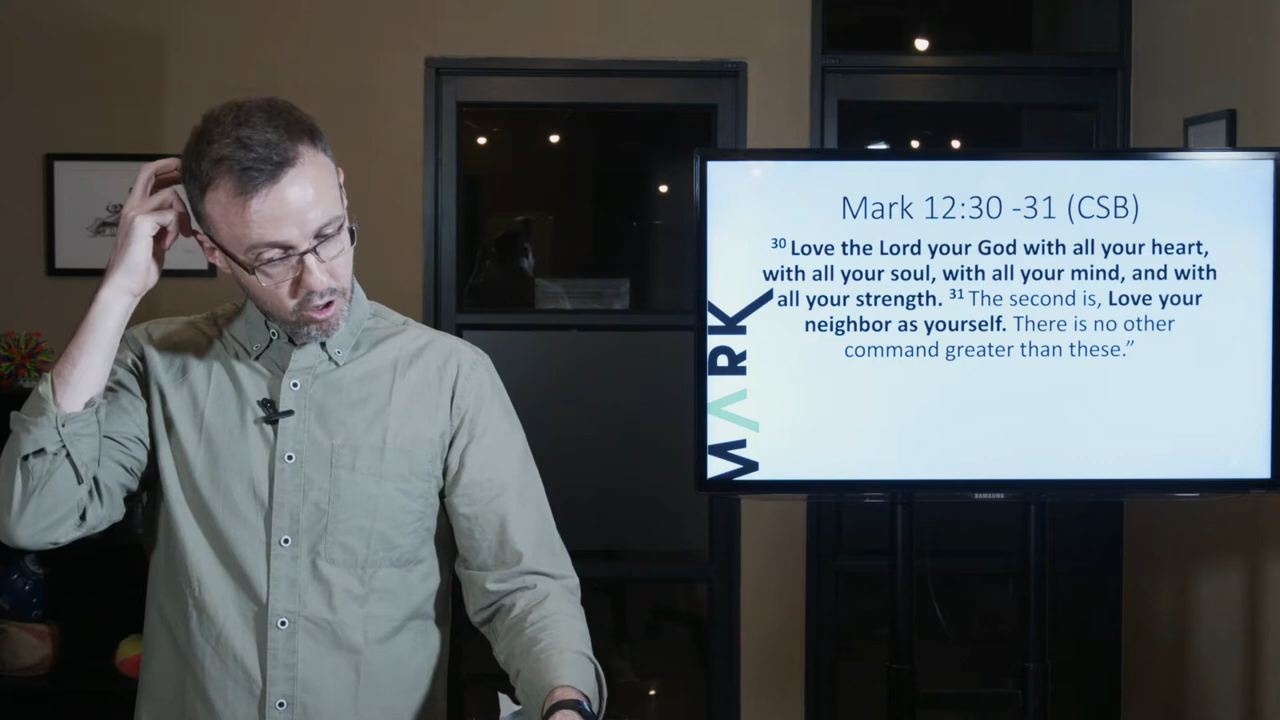 Mark 12:30 -31 (CSB)
30 Love the Lord your God with all your heart,
with all your soul, with all your mind, and with
all your strength. 31 The second is, Love your
neighbor as yourself. There is no other
command greater than these.”
MARK
SAMSUNG